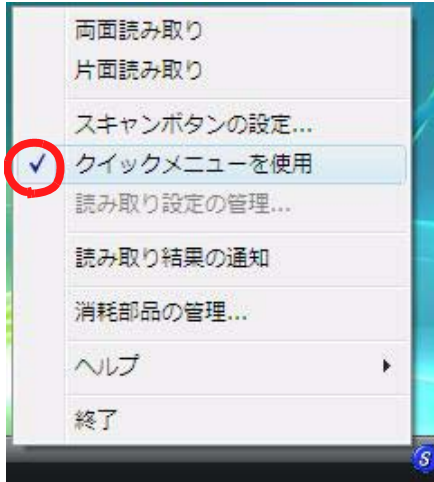 両面読み取り
片面読み取り
スキャンボタンの設定...
クイックメニューを使用
読み取り設定の管理...
読み取り結果の通知
消耗部品の管理...
ヘルプ
終了
S